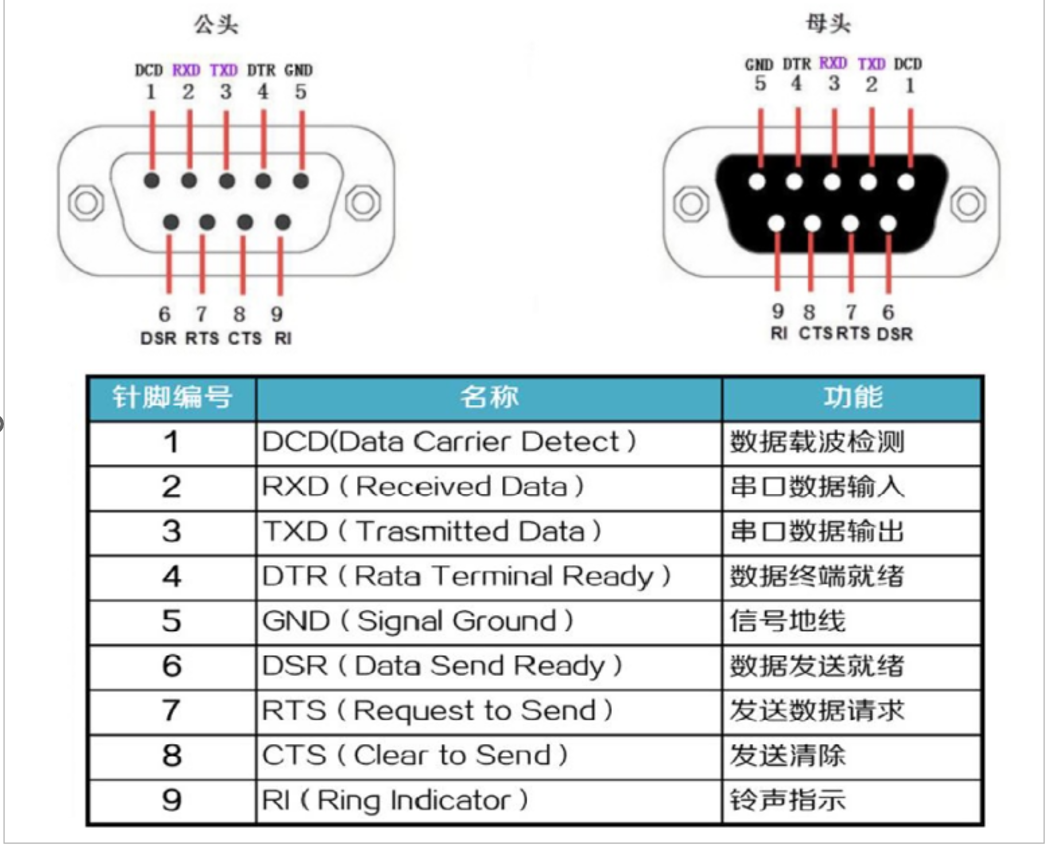 公头
母头
DCD RXD TXD DTR GND
1 2 3 4 5
GND DTR RXD TXD DCD
5 4 3 2 1
6 7 8 9
DSR RTS CTS RI
9 8 7 6
RI CTS RTS DSR
针脚编号 名称 功能
1 DCD(Data Carrier Detect) 数据载波检测
2 RXD(Received Data) 串口数据输入
3 TXD(Trasmitted Data) 串口数据输出
4 DTR(Rata Terminal Ready) 数据终端就绪
5 GND(Signal Ground) 信号地线
6 DSR(Data Send Ready) 数据发送就绪
7 RTS(Request to Send) 发送数据请求
8 CTS(Clear to Send) 发送清除
9 RI(Ring Indicator) 铃声指示